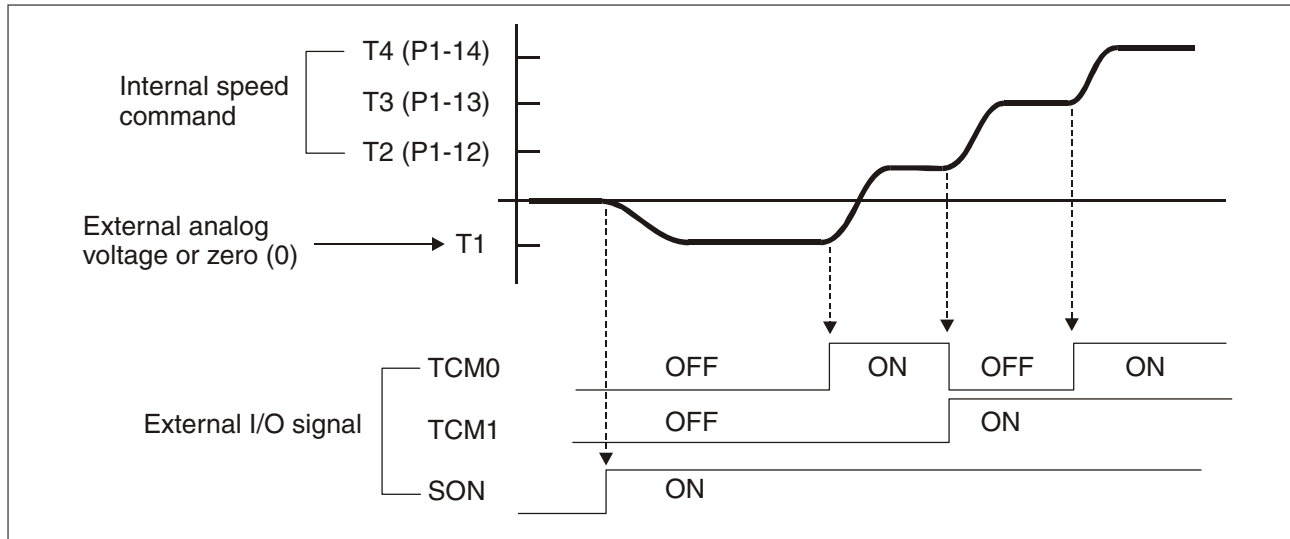 T4 (P1-14)
Internal speed
command
T3 (P1-13)
T2 (P1-12)
External analog
voltage or zero (0)
T1
TCM0
OFF
ON
OFF
ON
External I/O signal
TCM1
OFF
ON
SON
ON